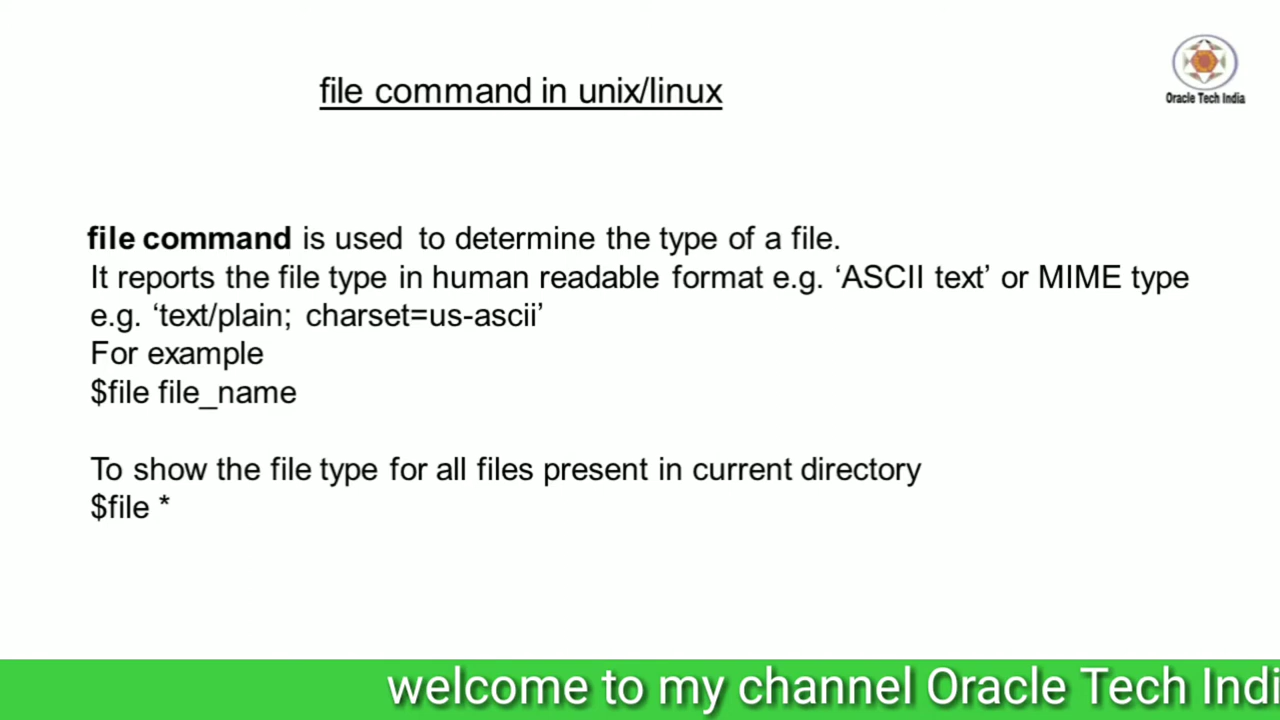 file command in unix/linux
Oracle Tech India
file command is used to determine the type of a file.
It reports the file type in human readable format e.g. ‘ASCII text’ or MIME type
e.g. ‘text/plain; charset=us-ascii’
For example
$file file_name
To show the file type for all files present in current directory
$file *
welcome to my channel Oracle Tech Indi